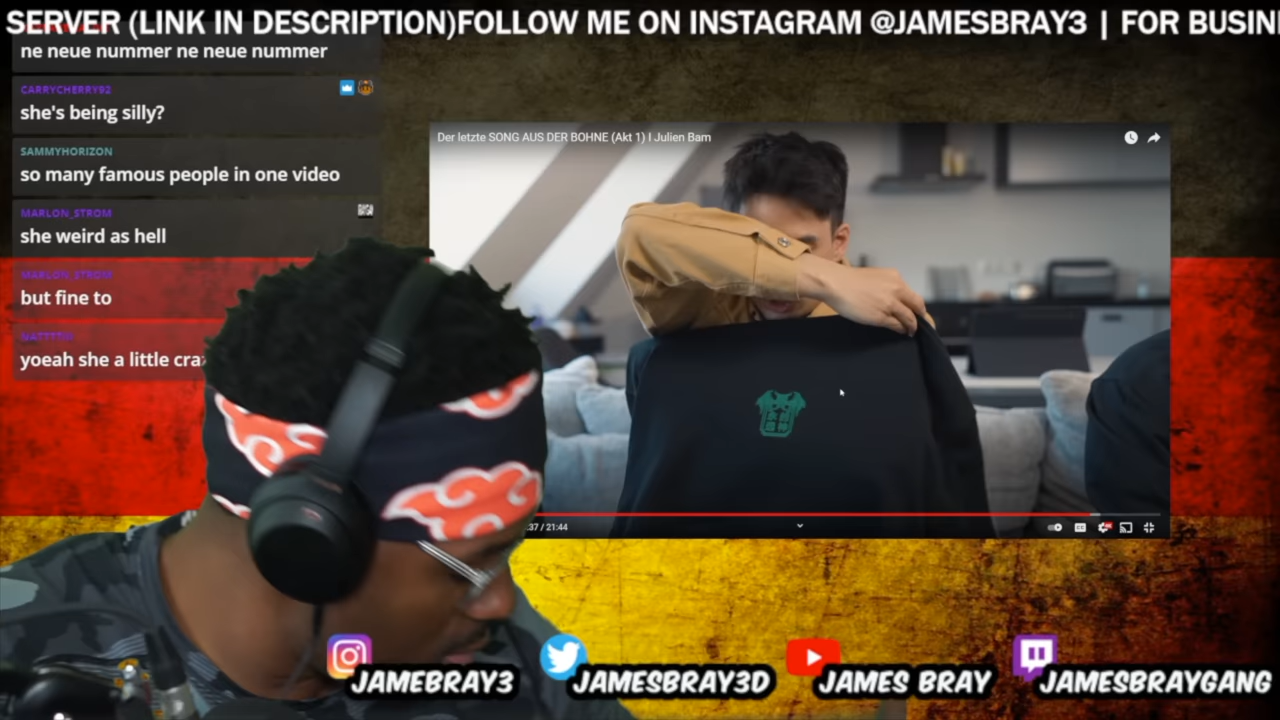 SERVER (LINK IN DESCRIPTION)FOLLOW ME ON INSTAGRAM @JAMESBRAY3 | FOR BUSIN
ne neue nummer ne neue nummer
CARRYCHERRY92
she's being silly?
SAMMYHORIZON
so many famous people in one video
MARLON_STROM
she weird as hell
MARLON_STROM
but fine to
yoeah she a little cra
Der letzte SONG AUS DER BOHNE (Akt 1) I Julien Bam
:37 / 21:44
JAMEBRAY3
JAMESBRAY3D
JAMES BRAY
JAMESBRAYGANG